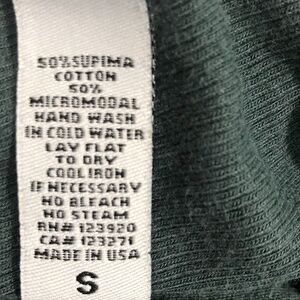 50%SUPIMA
COTTON
50%
MICROMODAL
HAND WASH
IN COLD WATER
LAY FLAT
TO DRY
COOL IRON
IF NECESSARY
NO BLEACH
NO STEAM
RN# 123920
CA# 123271
MADE IN USA
S